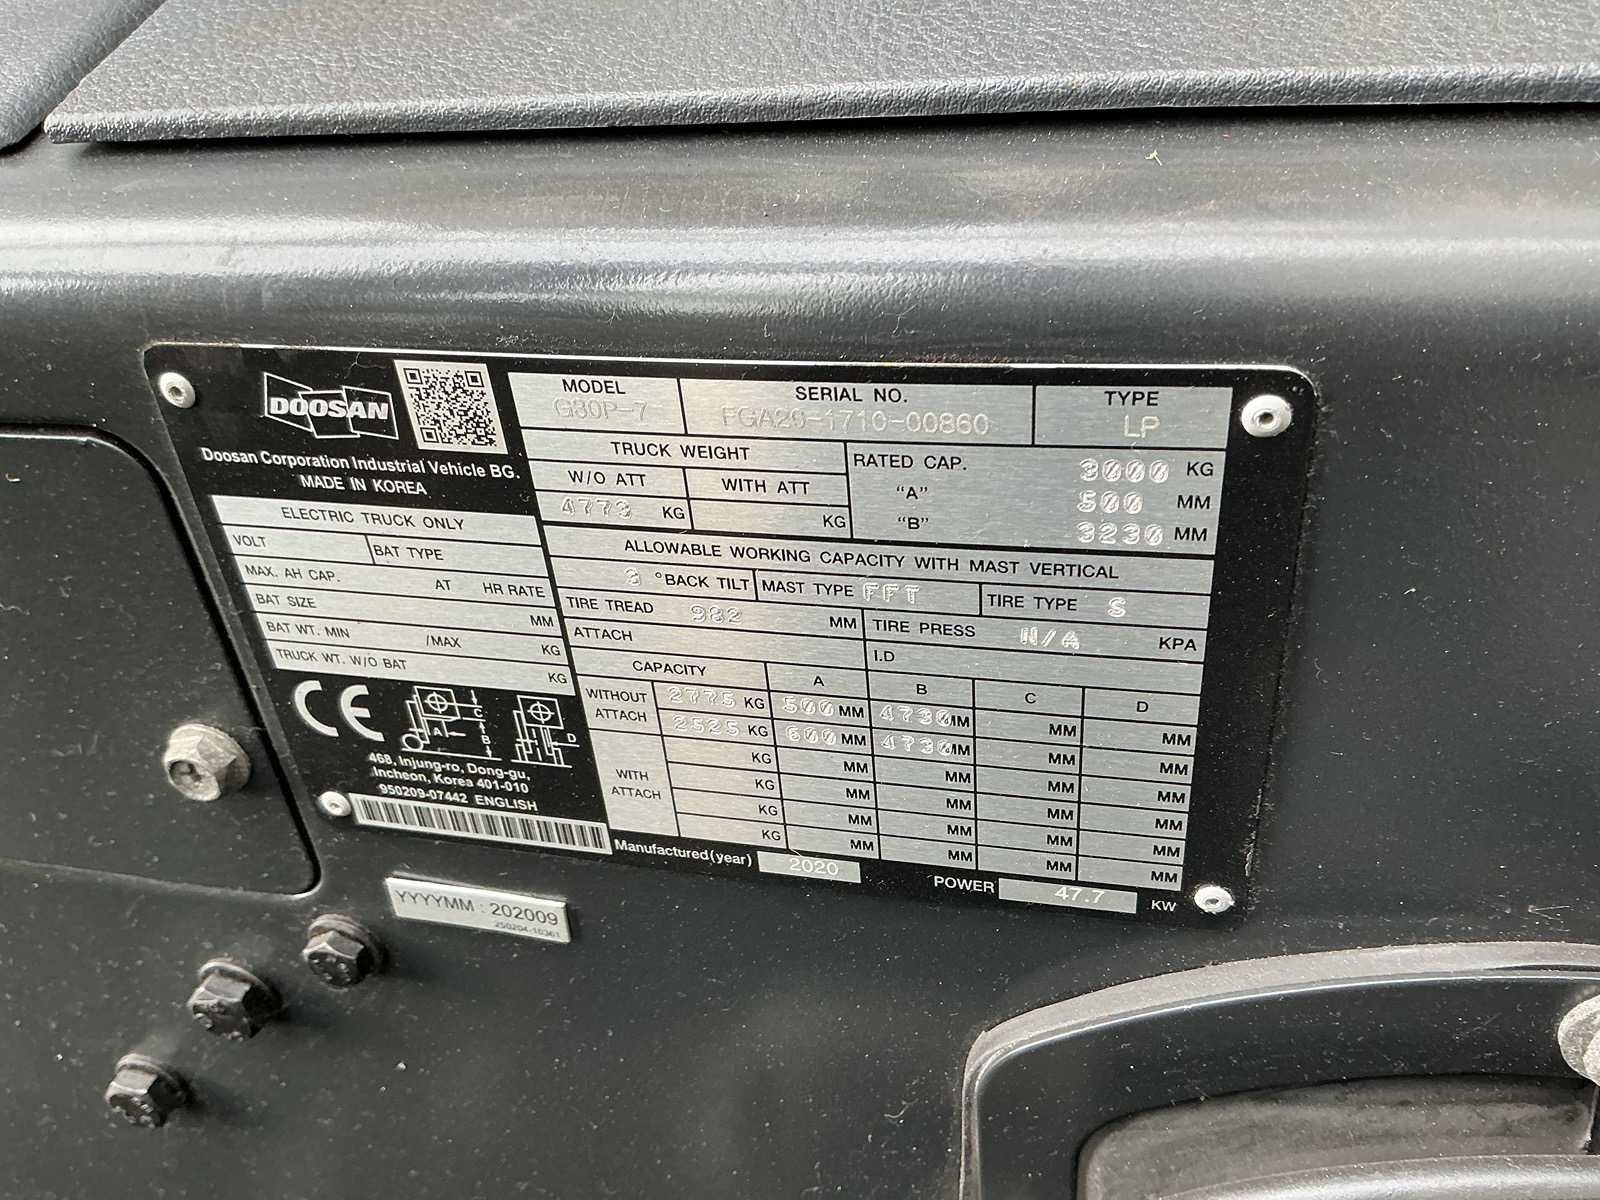 DOOSAN
Doosan Corporation Industrial Vehicle BG.
MADE IN KOREA
MODEL
G30P-7
SERIAL NO.
FGA20-1710-00860
TYPE
LP
TRUCK WEIGHT
W/O ATT
WITH ATT
4773 KG
KG
RATED CAP. 3000 KG
"A" 500 MM
"B" 3230 MM
ELECTRIC TRUCK ONLY
VOLT
BAT TYPE
MAX. AH CAP. AT HR RATE
BAT SIZE MM
BAT WT. MIN /MAX KG
TRUCK WT. W/O BAT KG
ALLOWABLE WORKING CAPACITY WITH MAST VERTICAL
3 °BACK TILT
MAST TYPE FFT
TIRE TYPE S
TIRE TREAD 982 MM
TIRE PRESS N/A KPA
ATTACH
I.D
CAPACITY A B C D
WITHOUT ATTACH
2775 KG 500 MM 4730MM MM MM
2525 KG 600 MM 4730MM MM MM
WITH ATTACH
KG MM MM MM MM
KG MM MM MM MM
KG MM MM MM MM
KG MM MM MM MM
CE
C
A
B
D
468, Injung-ro, Dong-gu,
Incheon, Korea 401-010
950209-07442 ENGLISH
Manufactured(year) 2020
POWER 47.7 KW
YYYYMM : 202009
250204-10361